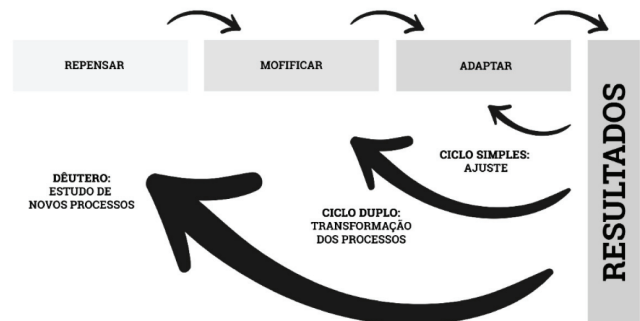 REPENSAR
MOFIFICAR
ADAPTAR
RESULTADOS
CICLO SIMPLES:
AJUSTE
DÊUTERO:
ESTUDO DE
NOVOS PROCESSOS
CICLO DUPLO:
TRANSFORMAÇÃO
DOS PROCESSOS